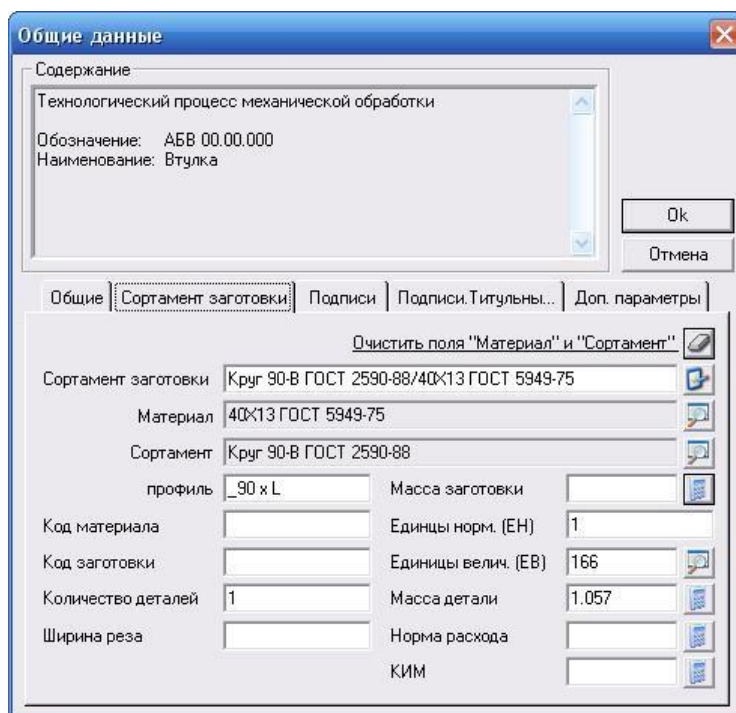 Общие данные
Содержание
Технологический процесс механической обработки
Обозначение: АБВ 00.00.000
Наименование: Втулка
Ok
Отмена
Общие Сортамент заготовки Подписи Подписи.Титульны... Доп. параметры
Очистить поля "Материал" и "Сортамент"
Сортамент заготовки Круг 90-В ГОСТ 2590-88/40Х13 ГОСТ 5949-75
Материал 40Х13 ГОСТ 5949-75
Сортамент Круг 90-В ГОСТ 2590-88
профиль _90 x L Масса заготовки
Код материала Единцы норм. (ЕН) 1
Код заготовки Единицы велич. (ЕВ) 166
Количество деталей 1 Масса детали 1.057
Ширина реза Норма расхода
КИМ